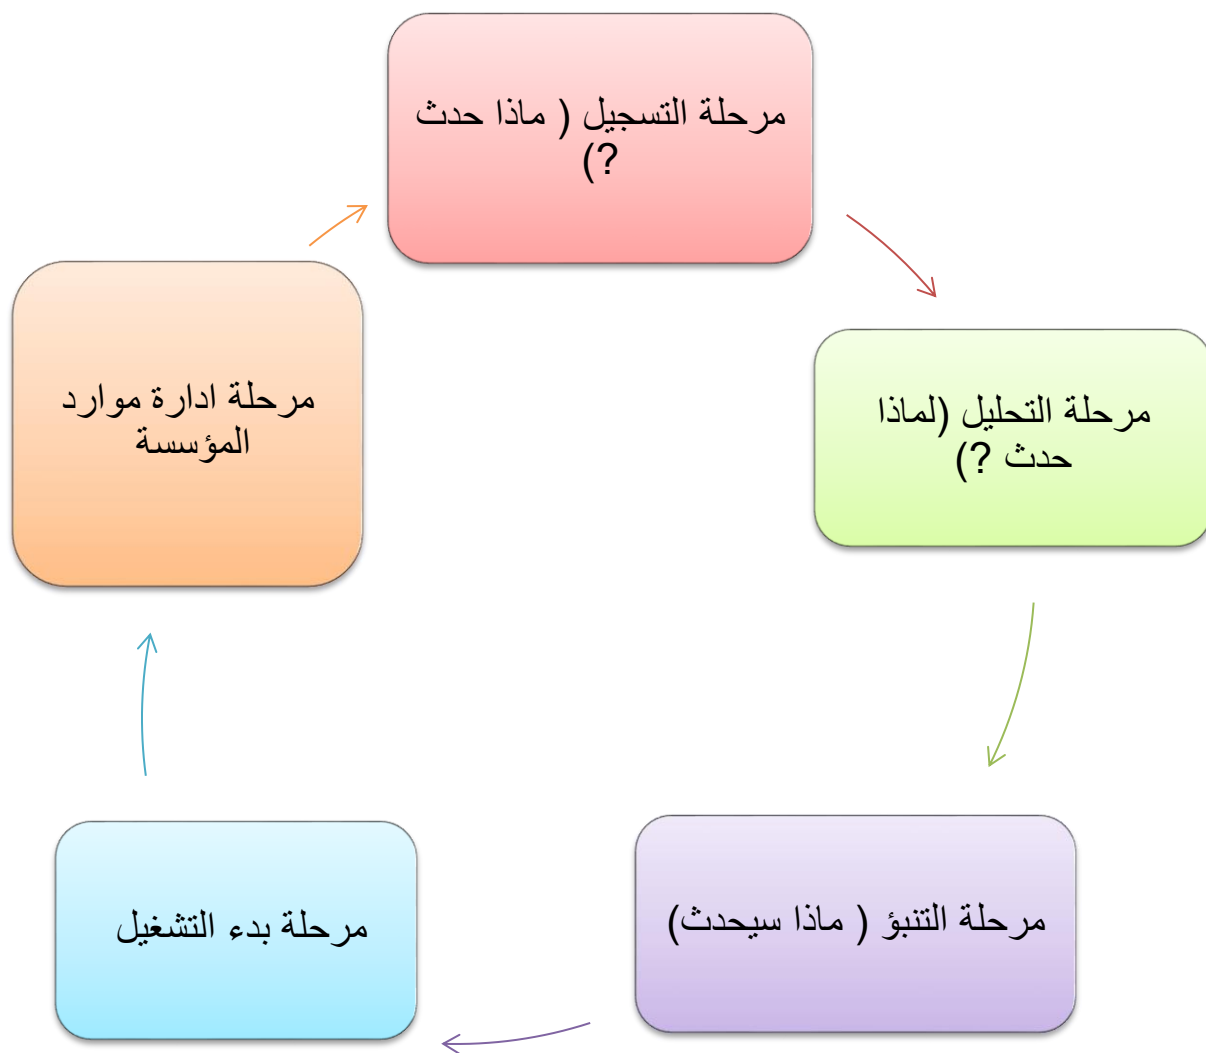 مرحلة التسجيل ( ماذا حدث
?)
مرحلة التحليل (لماذا
حدث ?)
مرحلة التنبؤ ( ماذا سيحدث)
مرحلة بدء التشغيل
مرحلة ادارة موارد
المؤسسة